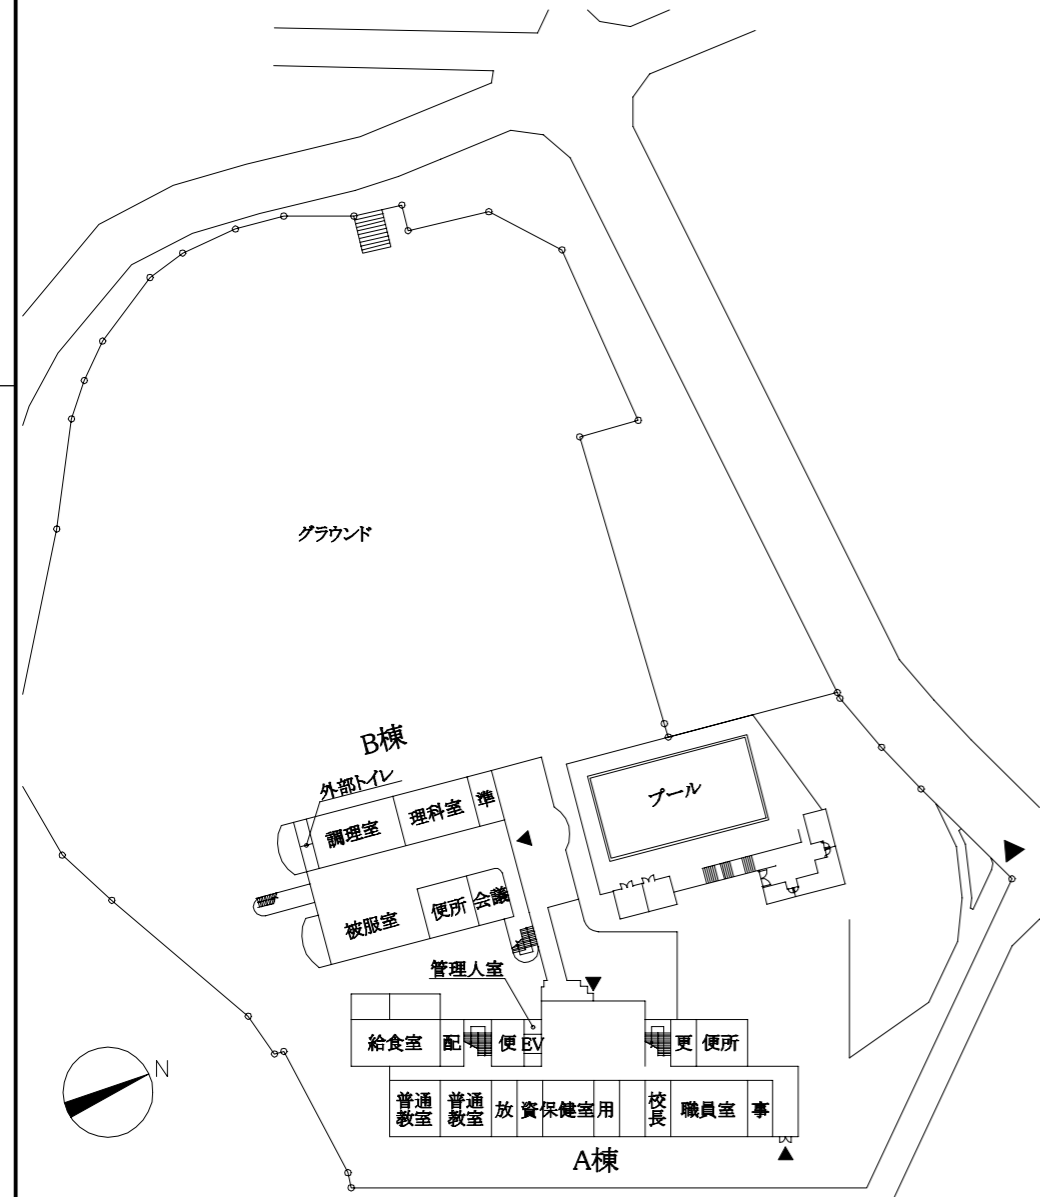 グラウンド
B棟
外部トイレ
調理室
理科室
準
プール
被服室
便所
会議
管理人室
給食室
配
便
EV
更
便所
N
普通
教室
普通
教室
放
資
保健室
用
校
長
職員室
事
A棟